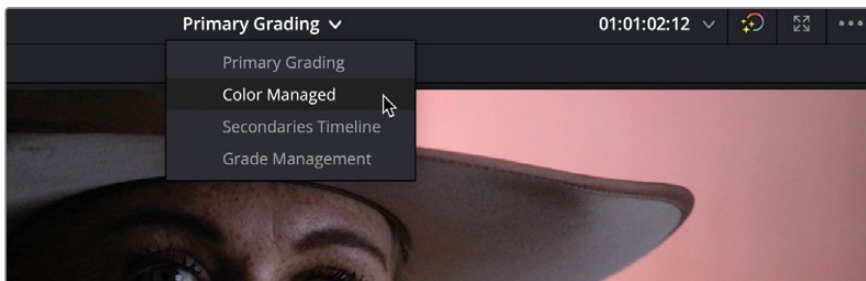 Primary Grading
01:01:02:12
Primary Grading
Color Managed
Secondaries Timeline
Grade Management